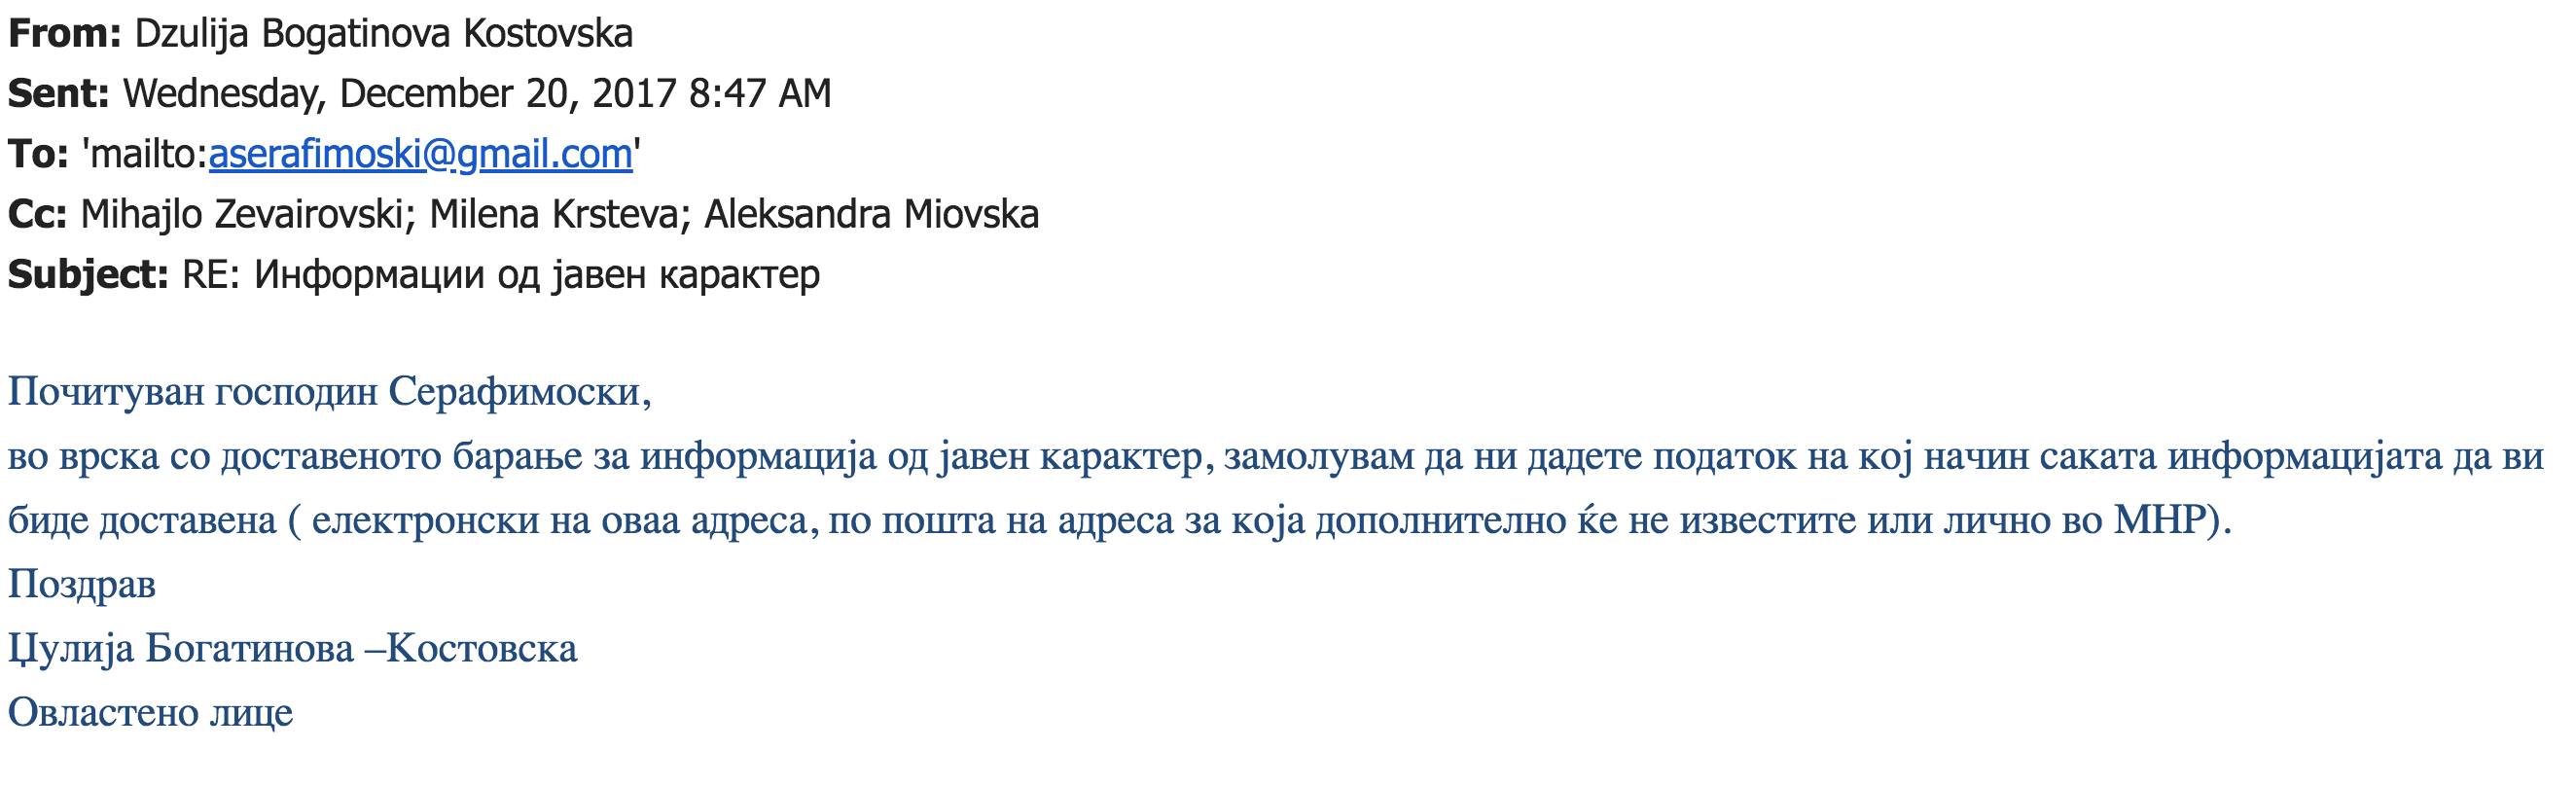 From: Dzulija Bogatinova Kostovska
Sent: Wednesday, December 20, 2017 8:47 AM
To: 'mailto:aserafimoski@gmail.com'
Cc: Mihajlo Zevairovski; Milena Krsteva; Aleksandra Miovska
Subject: RE: Информации од јавен карактер
Почитуван господин Серафимоски,
во врска со доставеното барање за информација од јавен карактер, замолувам да ни дадете податок на кој начин саката информацијата да ви
биде доставена ( електронски на оваа адреса, по пошта на адреса за која дополнително ќе не известите или лично во МНР).
Поздрав
Џулија Богатинова –Костовска
Овластено лице